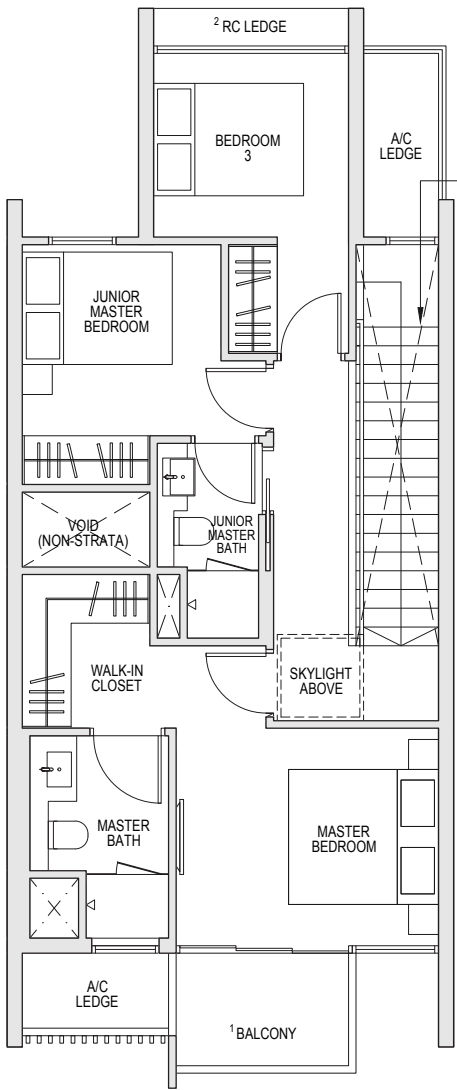 2 RC LEDGE
BEDROOM
3
A/C
LEDGE
JUNIOR
MASTER
BEDROOM
VOID
(NON-STRATA)
JUNIOR
MASTER
BATH
WALK-IN
CLOSET
SKYLIGHT
ABOVE
MASTER
BATH
MASTER
BEDROOM
A/C
LEDGE
1 BALCONY